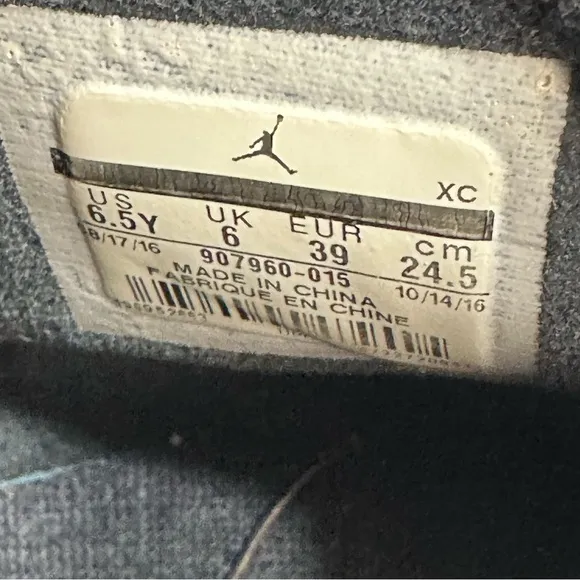 XC
US UK EUR cm
6.5Y 6 39 24.5
08/17/16 907960-015 10/14/16
MADE IN CHINA
FABRIQUE EN CHINE